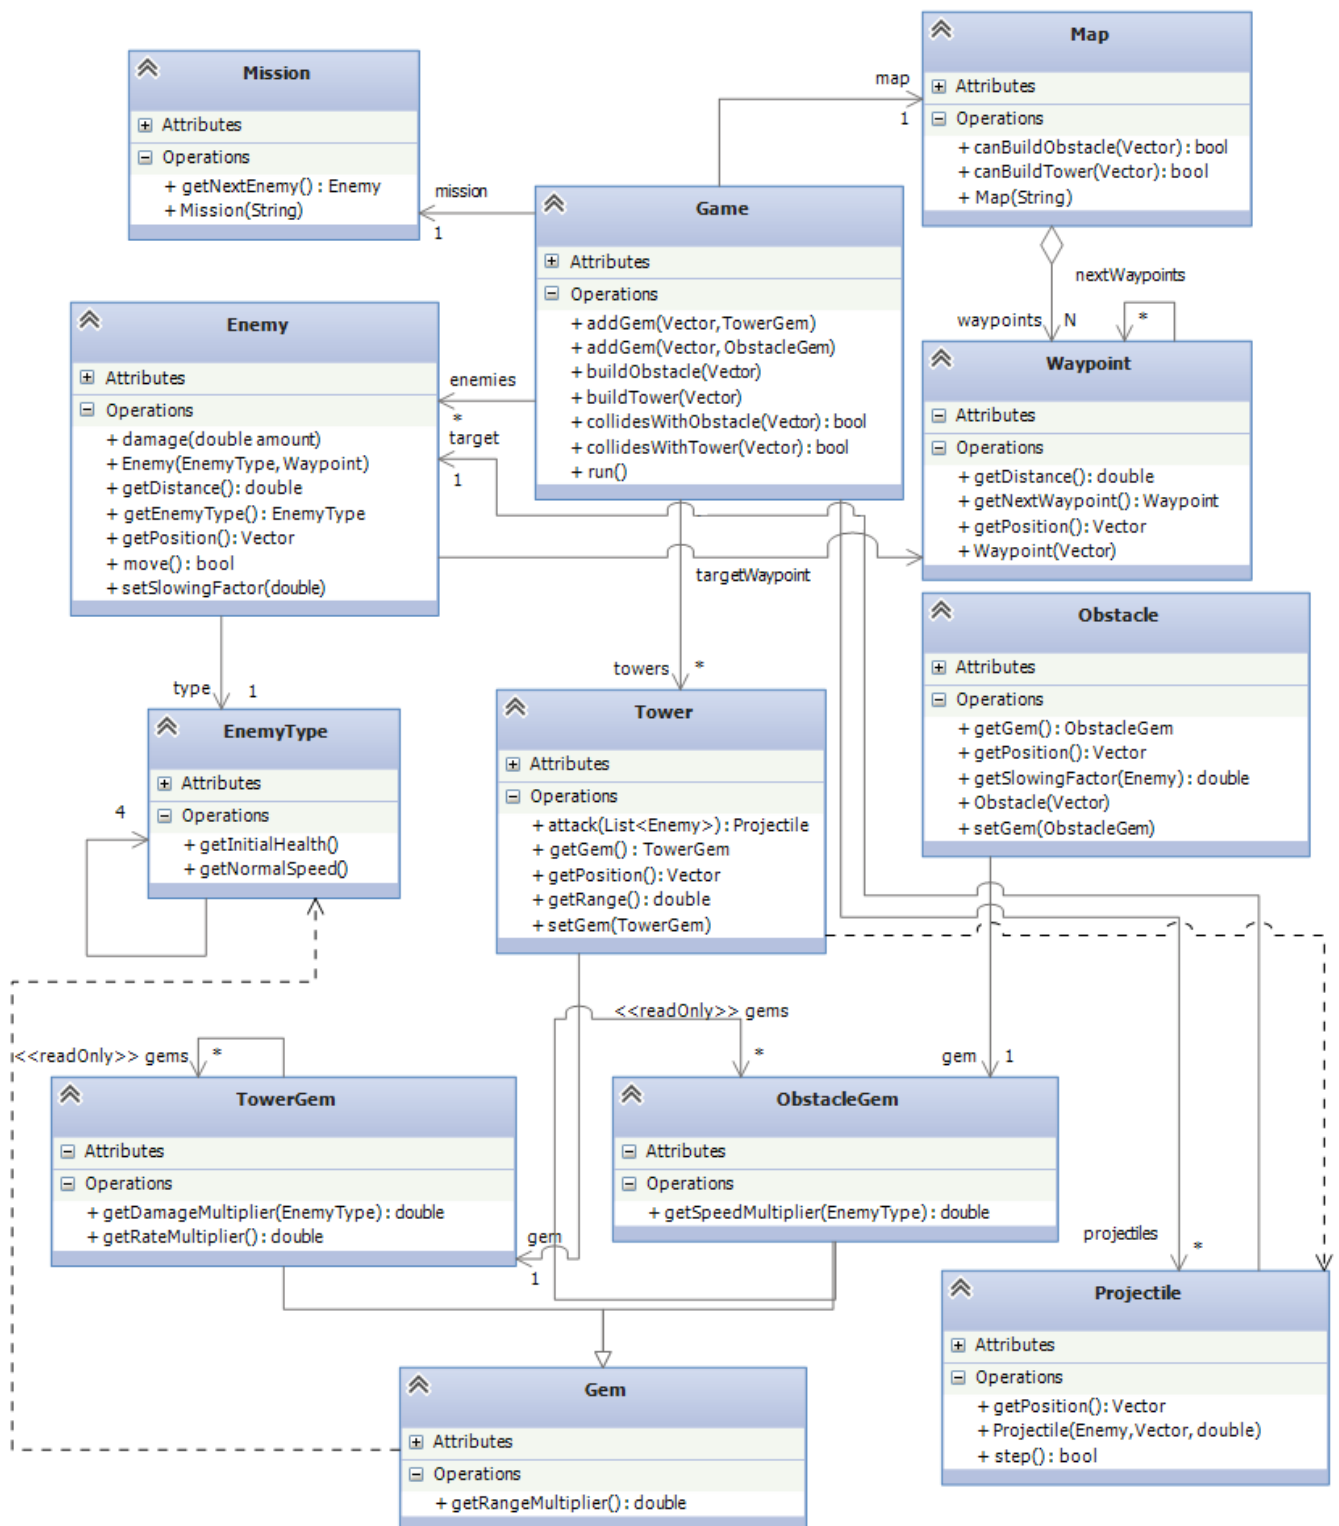 Map
Attributes
Operations
+ canBuildObstacle(Vector) : bool
+ canBuildTower(Vector): bool
+ Map(String)
map
1
Mission
Attributes
Operations
+ getNextEnemy() : Enemy
+ Mission(String)
mission
1
Game
Attributes
Operations
+ addGem(Vector,TowerGem)
+ addGem(Vector, ObstacleGem)
+ buildObstacle(Vector)
+ buildTower(Vector)
+ collidesWithObstacle(Vector) : bool
+ collidesWithTower(Vector): bool
+ run()
nextWaypoints
waypoints
N
*
Waypoint
Attributes
Operations
+ getDistance(): double
+ getNextWaypoint() : Waypoint
+ getPosition(): Vector
+ Waypoint(Vector)
Enemy
Attributes
Operations
+ damage(double amount)
+ Enemy(EnemyType, Waypoint)
+ getDistance(): double
+ getEnemyType() : EnemyType
+ getPosition() : Vector
+ move() : bool
+ setSlowingFactor(double)
enemies
*
target
1
targetWaypoint
Obstacle
Attributes
Operations
+ getGem() : ObstacleGem
+ getPosition(): Vector
+ getSlowingFactor(Enemy) : double
+ Obstacle(Vector)
+ setGem(ObstacleGem)
type
1
towers
*
EnemyType
Attributes
Operations
+ getInitialHealth()
+ getNormalSpeed()
4
Tower
Attributes
Operations
+ attack(List<Enemy>) : Projectile
+ getGem() : TowerGem
+ getPosition(): Vector
+ getRange() : double
+ setGem(TowerGem)
<<readOnly>> gems
*
<<readOnly>> gems
*
gem
1
TowerGem
Attributes
Operations
+ getDamageMultiplier(EnemyType) : double
+ getRateMultiplier() : double
gem
1
ObstacleGem
Attributes
Operations
+ getSpeedMultiplier(EnemyType) : double
projectiles
*
Projectile
Attributes
Operations
+ getPosition(): Vector
+ Projectile(Enemy,Vector, double)
+ step() : bool
Gem
Attributes
Operations
+ getRangeMultiplier() : double